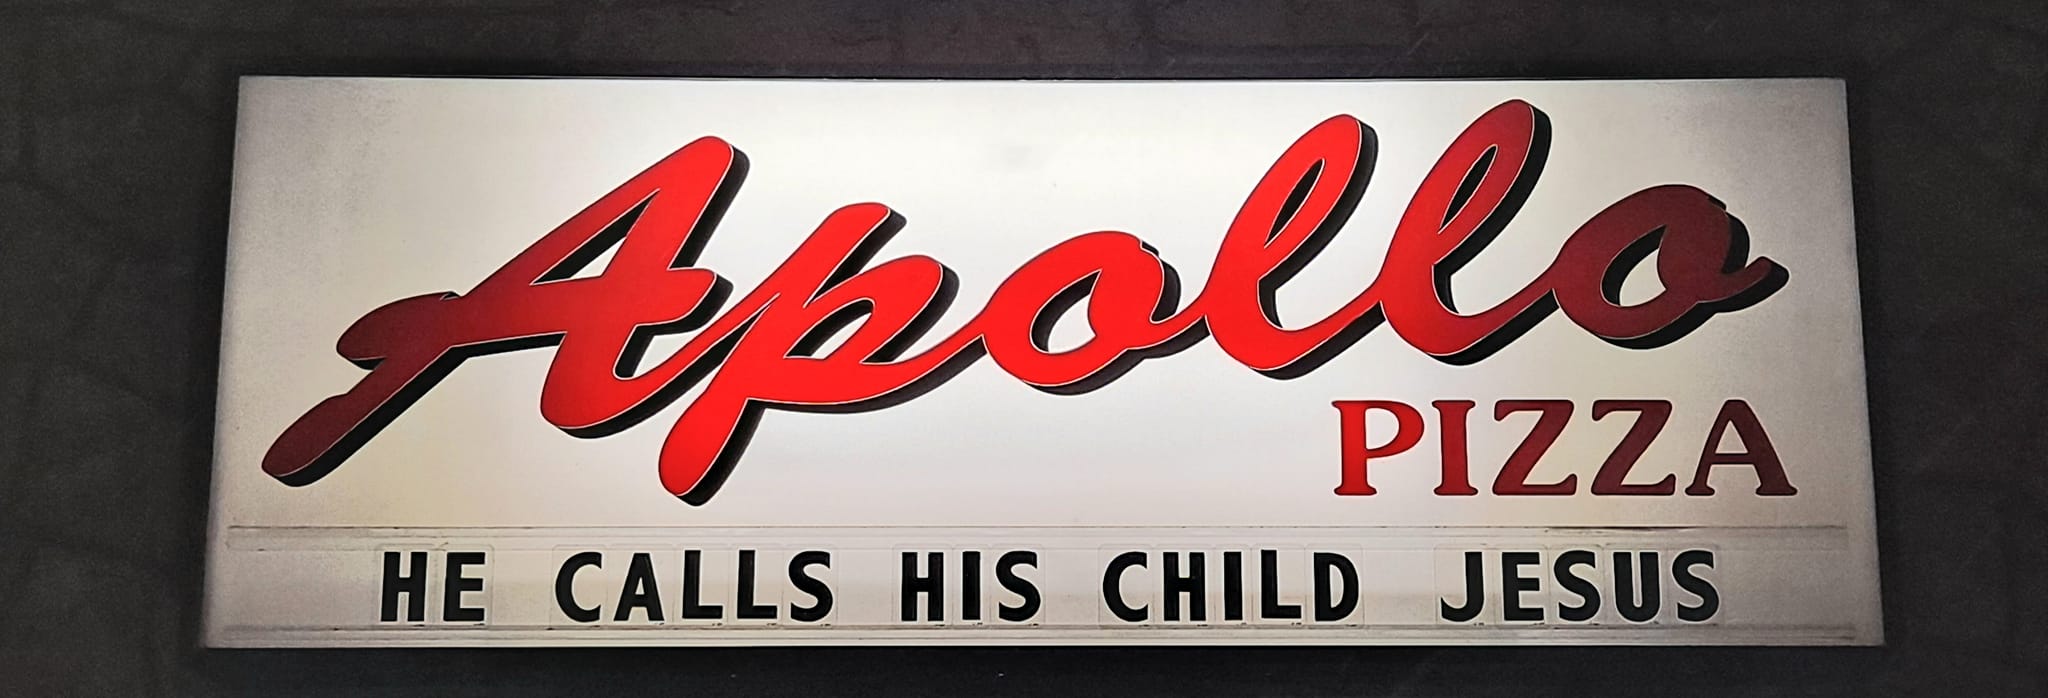 Apollo
PIZZA
HE CALLS HIS CHILD JESUS